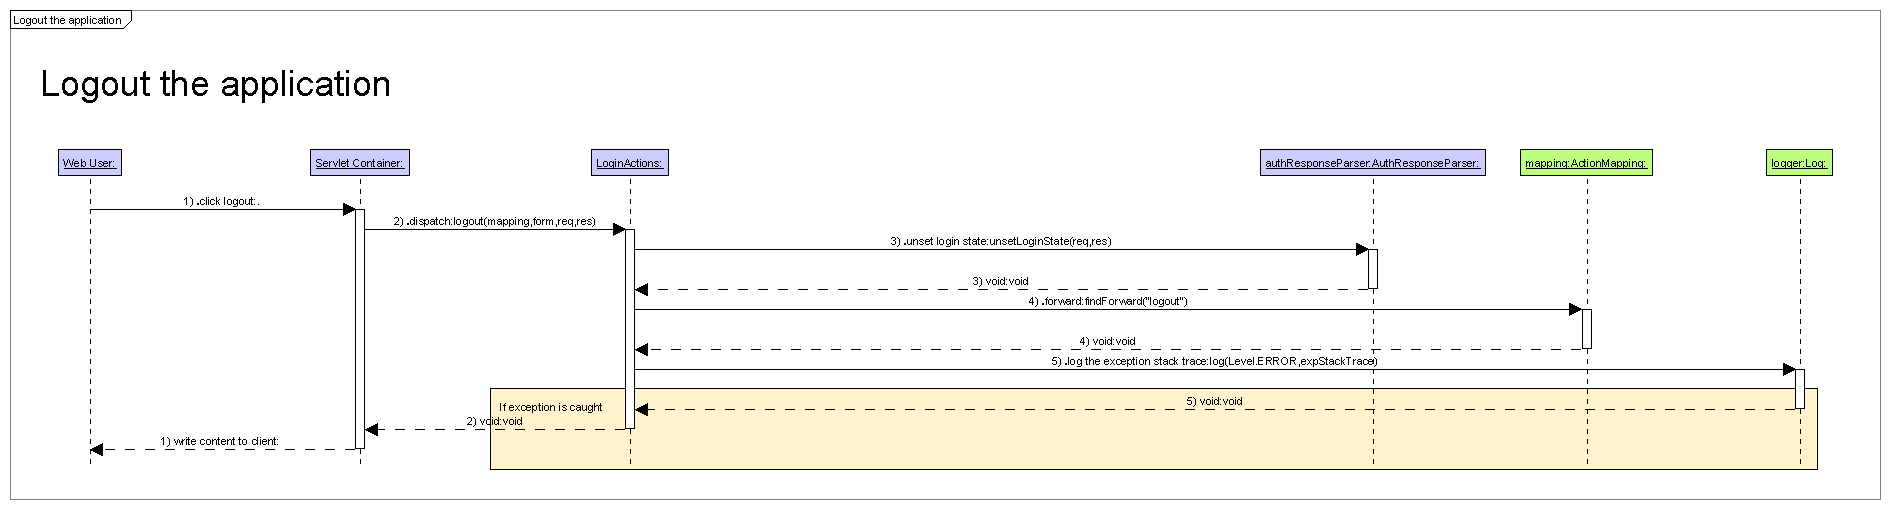 Logout the application
Logout the application
Web User:
Servlet Container:
LoginActions:
authResponseParser:AuthResponseParser:
mapping:ActionMapping:
logger:Log:
1) .click logout:.
2) .dispatch:logout(mapping,form,req,res)
3) .unset login state:unsetLoginState(req,res)
3) void:void
4) .forward:findForward("logout")
4) void:void
5) .log the exception stack trace:log(Level.ERROR,expStackTrace)
If exception is caught
5) void:void
2) void:void
1) write content to client: